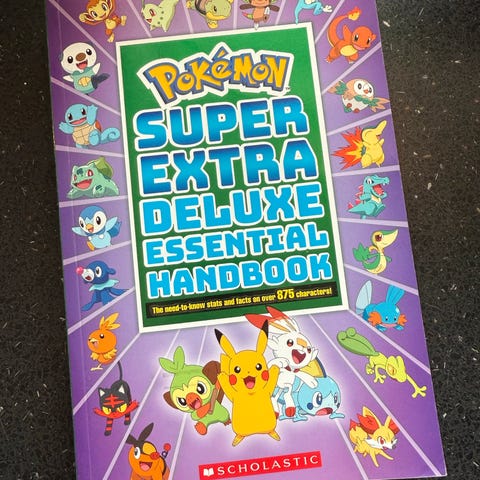 POKéMON
SUPER
EXTRA
DELUXE
ESSENTIAL
HANDBOOK
The need-to-know stats and facts on over 875 characters!
SCHOLASTIC